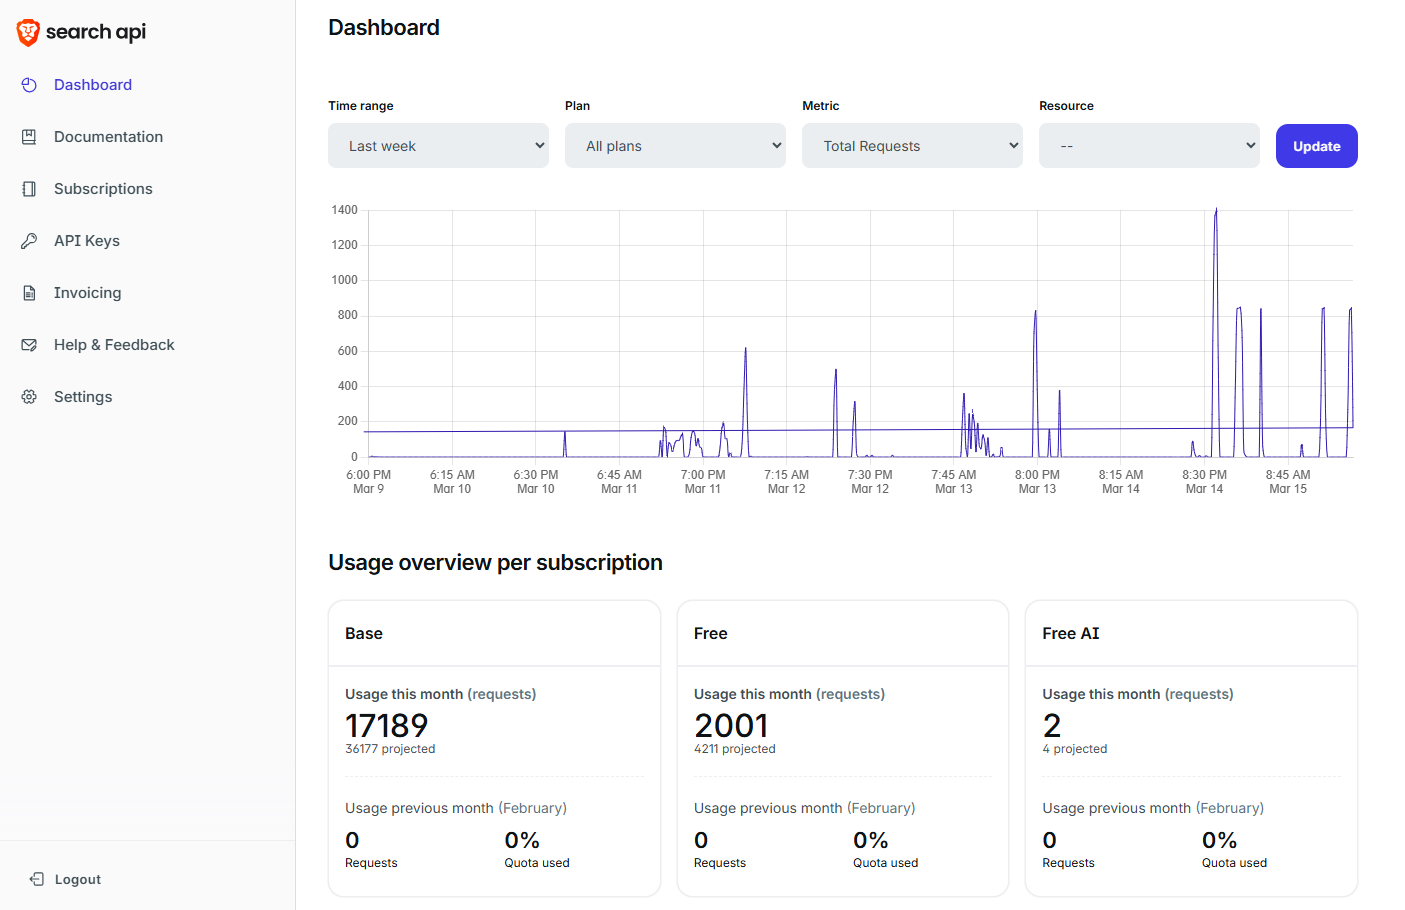 search api
Dashboard
Documentation
Subscriptions
API Keys
Invoicing
Help & Feedback
Settings
Logout
Dashboard
Time range
Plan
Metric
Resource
Last week
All plans
Total Requests
--
Update
1400
1200
1000
800
600
400
200
0
6:00 PM 6:15 AM 6:30 PM 6:45 AM 7:00 PM 7:15 AM 7:30 PM 7:45 AM 8:00 PM 8:15 AM 8:30 PM 8:45 AM
Mar 9 Mar 10 Mar 10 Mar 11 Mar 11 Mar 12 Mar 12 Mar 13 Mar 13 Mar 14 Mar 14 Mar 15
Usage overview per subscription
Base
Usage this month (requests)
17189
36177 projected
Usage previous month (February)
0 0%
Requests Quota used
Free
Usage this month (requests)
2001
4211 projected
Usage previous month (February)
0 0%
Requests Quota used
Free AI
Usage this month (requests)
2
4 projected
Usage previous month (February)
0 0%
Requests Quota used